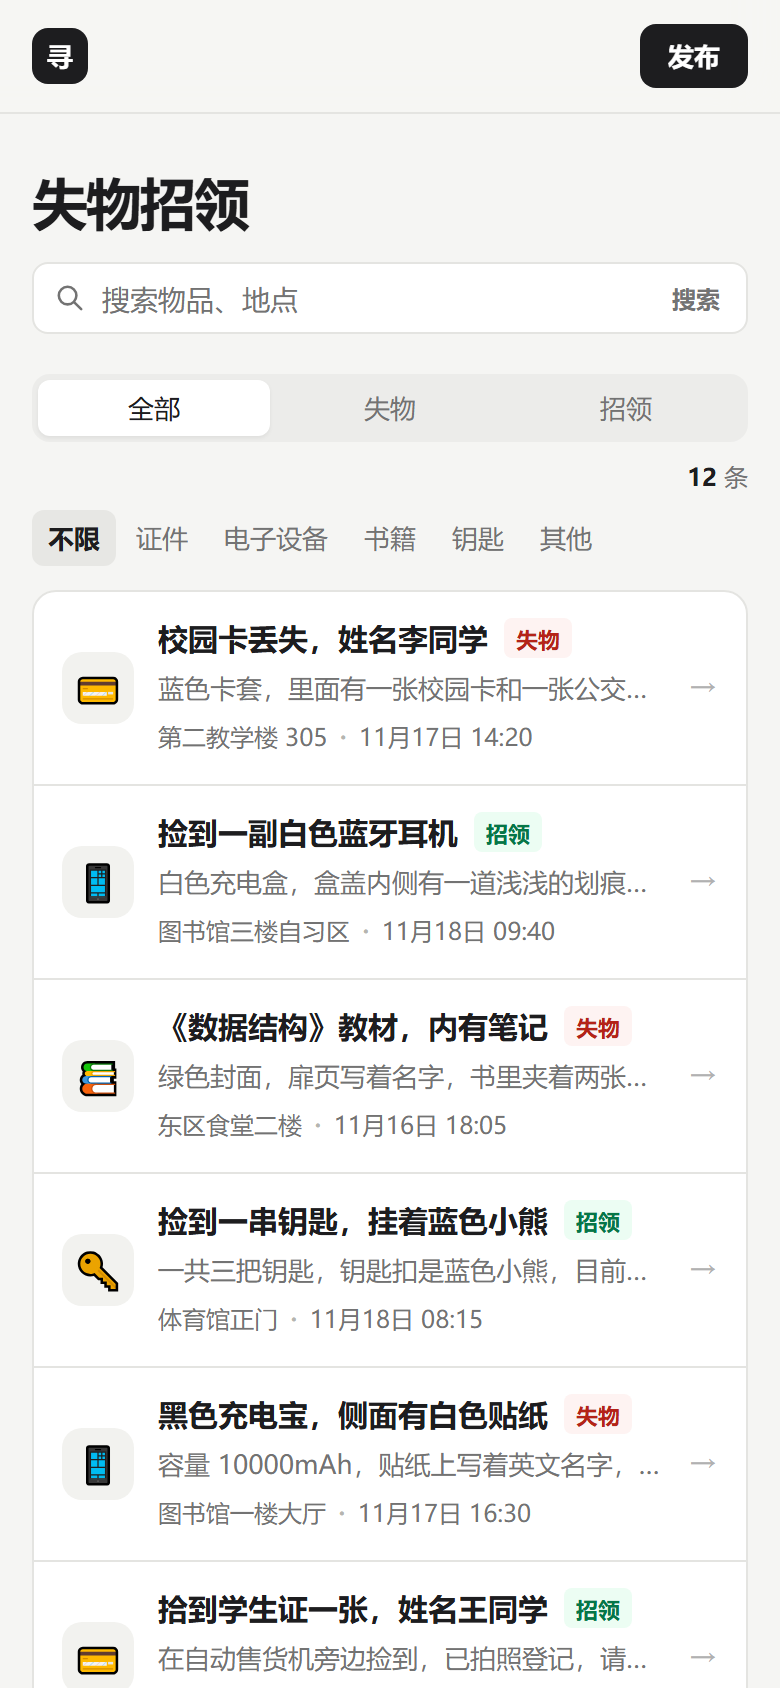 寻
发布
失物招领
搜索物品、地点
搜索
全部 失物 招领
12 条
不限 证件 电子设备 书籍 钥匙 其他
校园卡丢失，姓名李同学 失物
蓝色卡套，里面有一张校园卡和一张公交…
第二教学楼 305 · 11月17日 14:20
捡到一副白色蓝牙耳机 招领
白色充电盒，盒盖内侧有一道浅浅的划痕…
图书馆三楼自习区 · 11月18日 09:40
《数据结构》教材，内有笔记 失物
绿色封面，扉页写着名字，书里夹着两张…
东区食堂二楼 · 11月16日 18:05
捡到一串钥匙，挂着蓝色小熊 招领
一共三把钥匙，钥匙扣是蓝色小熊，目前…
体育馆正门 · 11月18日 08:15
黑色充电宝，侧面有白色贴纸 失物
容量 10000mAh，贴纸上写着英文名字，…
图书馆一楼大厅 · 11月17日 16:30
拾到学生证一张，姓名王同学 招领
在自动售货机旁边捡到，已拍照登记，请…